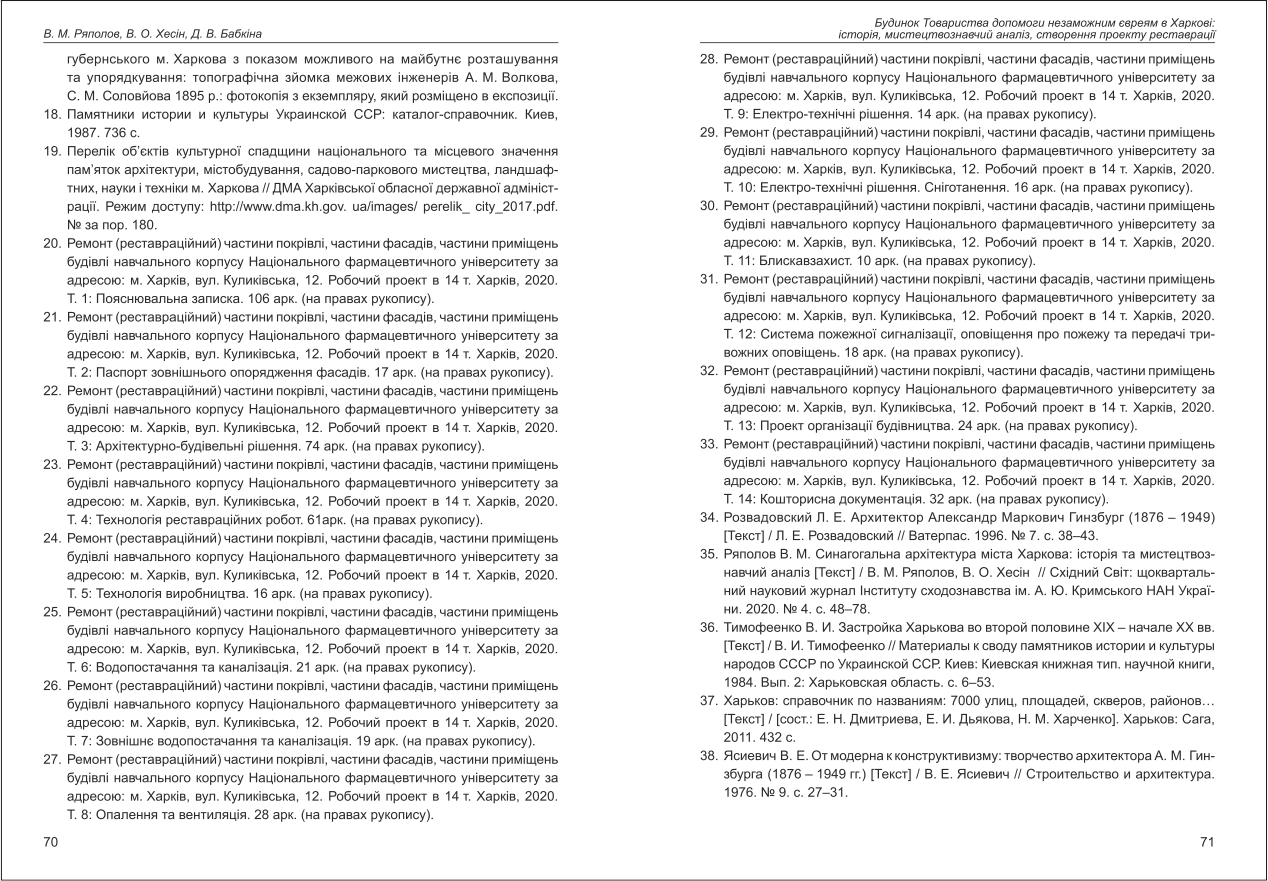 В. М. Ряполов, В. О. Хесін, Д. В. Бабкіна
губернського м. Харкова з показом можливого на майбутнє розташування
та упорядкування: топографічна зйомка межових інженерів А. М. Волкова,
С. М. Соловйова 1895 р.: фотокопія з екземпляру, який розміщено в експозиції.
18. Памятники истории и культуры Украинской ССР: каталог-справочник. Киев,
1987. 736 с.
19. Перелік об’єктів культурної спадщини національного та місцевого значення
пам’яток архітектури, містобудування, садово-паркового мистецтва, ландшаф-
тних, науки і техніки м. Харкова // ДМА Харківської обласної державної адмініст-
рації. Режим доступу: http://www.dma.kh.gov. ua/images/ perelik_ city_2017.pdf.
№ за пор. 180.
20. Ремонт (реставраційний) частини покрівлі, частини фасадів, частини приміщень
будівлі навчального корпусу Національного фармацевтичного університету за
адресою: м. Харків, вул. Куликівська, 12. Робочий проект в 14 т. Харків, 2020.
Т. 1: Пояснювальна записка. 106 арк. (на правах рукопису).
21. Ремонт (реставраційний) частини покрівлі, частини фасадів, частини приміщень
будівлі навчального корпусу Національного фармацевтичного університету за
адресою: м. Харків, вул. Куликівська, 12. Робочий проект в 14 т. Харків, 2020.
Т. 2: Паспорт зовнішнього опорядження фасадів. 17 арк. (на правах рукопису).
22. Ремонт (реставраційний) частини покрівлі, частини фасадів, частини приміщень
будівлі навчального корпусу Національного фармацевтичного університету за
адресою: м. Харків, вул. Куликівська, 12. Робочий проект в 14 т. Харків, 2020.
Т. 3: Архітектурно-будівельні рішення. 74 арк. (на правах рукопису).
23. Ремонт (реставраційний) частини покрівлі, частини фасадів, частини приміщень
будівлі навчального корпусу Національного фармацевтичного університету за
адресою: м. Харків, вул. Куликівська, 12. Робочий проект в 14 т. Харків, 2020.
Т. 4: Технологія реставраційних робот. 61арк. (на правах рукопису).
24. Ремонт (реставраційний) частини покрівлі, частини фасадів, частини приміщень
будівлі навчального корпусу Національного фармацевтичного університету за
адресою: м. Харків, вул. Куликівська, 12. Робочий проект в 14 т. Харків, 2020.
Т. 5: Технологія виробництва. 16 арк. (на правах рукопису).
25. Ремонт (реставраційний) частини покрівлі, частини фасадів, частини приміщень
будівлі навчального корпусу Національного фармацевтичного університету за
адресою: м. Харків, вул. Куликівська, 12. Робочий проект в 14 т. Харків, 2020.
Т. 6: Водопостачання та каналізація. 21 арк. (на правах рукопису).
26. Ремонт (реставраційний) частини покрівлі, частини фасадів, частини приміщень
будівлі навчального корпусу Національного фармацевтичного університету за
адресою: м. Харків, вул. Куликівська, 12. Робочий проект в 14 т. Харків, 2020.
Т. 7: Зовнішнє водопостачання та каналізація. 19 арк. (на правах рукопису).
27. Ремонт (реставраційний) частини покрівлі, частини фасадів, частини приміщень
будівлі навчального корпусу Національного фармацевтичного університету за
адресою: м. Харків, вул. Куликівська, 12. Робочий проект в 14 т. Харків, 2020.
Т. 8: Опалення та вентиляція. 28 арк. (на правах рукопису).
70
Будинок Товариства допомоги незаможним євреям в Харкові:
історія, мистецтвознавчий аналіз, створення проекту реставрації
28. Ремонт (реставраційний) частини покрівлі, частини фасадів, частини приміщень
будівлі навчального корпусу Національного фармацевтичного університету за
адресою: м. Харків, вул. Куликівська, 12. Робочий проект в 14 т. Харків, 2020.
Т. 9: Електро-технічні рішення. 14 арк. (на правах рукопису).
29. Ремонт (реставраційний) частини покрівлі, частини фасадів, частини приміщень
будівлі навчального корпусу Національного фармацевтичного університету за
адресою: м. Харків, вул. Куликівська, 12. Робочий проект в 14 т. Харків, 2020.
Т. 10: Електро-технічні рішення. Сніготанення. 16 арк. (на правах рукопису).
30. Ремонт (реставраційний) частини покрівлі, частини фасадів, частини приміщень
будівлі навчального корпусу Національного фармацевтичного університету за
адресою: м. Харків, вул. Куликівська, 12. Робочий проект в 14 т. Харків, 2020.
Т. 11: Блискавзахист. 10 арк. (на правах рукопису).
31. Ремонт (реставраційний) частини покрівлі, частини фасадів, частини приміщень
будівлі навчального корпусу Національного фармацевтичного університету за
адресою: м. Харків, вул. Куликівська, 12. Робочий проект в 14 т. Харків, 2020.
Т. 12: Система пожежної сигналізації, оповіщення про пожежу та передачі три-
вожних оповіщень. 18 арк. (на правах рукопису).
32. Ремонт (реставраційний) частини покрівлі, частини фасадів, частини приміщень
будівлі навчального корпусу Національного фармацевтичного університету за
адресою: м. Харків, вул. Куликівська, 12. Робочий проект в 14 т. Харків, 2020.
Т. 13: Проект організації будівництва. 24 арк. (на правах рукопису).
33. Ремонт (реставраційний) частини покрівлі, частини фасадів, частини приміщень
будівлі навчального корпусу Національного фармацевтичного університету за
адресою: м. Харків, вул. Куликівська, 12. Робочий проект в 14 т. Харків, 2020.
Т. 14: Кошторисна документація. 32 арк. (на правах рукопису).
34. Розвадовский Л. Е. Архитектор Александр Маркович Гинзбург (1876 – 1949)
[Текст] / Л. Е. Розвадовский // Ватерпас. 1996. № 7. с. 38–43.
35. Ряполов В. М. Синагогальна архітектура міста Харкова: історія та мистецтвоз-
навчий аналіз [Текст] / В. М. Ряполов, В. О. Хесін // Східний Світ: щокварталь-
ний науковий журнал Інституту сходознавства ім. А. Ю. Кримського НАН Украї-
ни. 2020. № 4. с. 48–78.
36. Тимофеенко В. И. Застройка Харькова во второй половине ХІХ – начале ХХ вв.
[Текст] / В. И. Тимофеенко // Материалы к своду памятников истории и культуры
народов СССР по Украинской ССР. Киев: Киевская книжная тип. научной книги,
1984. Вып. 2: Харьковская область. с. 6–53.
37. Харьков: справочник по названиям: 7000 улиц, площадей, скверов, районов…
[Текст] / [сост.: Е. Н. Дмитриева, Е. И. Дьякова, Н. М. Харченко]. Харьков: Сага,
2011. 432 с.
38. Ясиевич В. Е. От модерна к конструктивизму: творчество архитектора А. М. Гин-
збурга (1876 – 1949 гг.) [Текст] / В. Е. Ясиевич // Строительство и архитектура.
1976. № 9. с. 27–31.
71